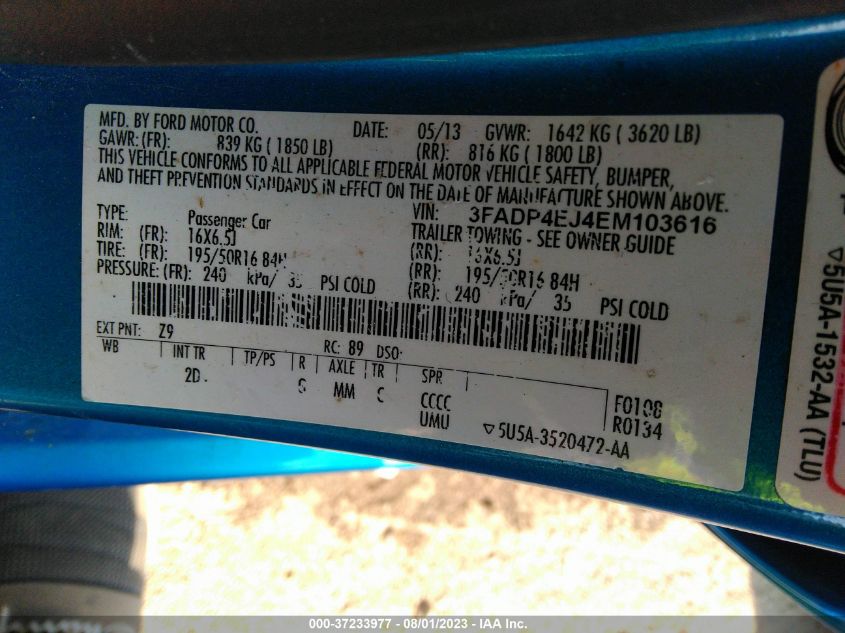 MFD. BY FORD MOTOR CO.
DATE: 05/13 GVWR: 1642 KG ( 3620 LB)
GAWR: (FR): 839 KG ( 1850 LB) (RR): 816 KG ( 1800 LB)
THIS VEHICLE CONFORMS TO ALL APPLICABLE FEDERAL MOTOR VEHICLE SAFETY, BUMPER,
AND THEFT PREVENTION STANDARDS IN EFFECT ON THE DATE OF MANUFACTURE SHOWN ABOVE.
VIN: 3FADP4EJ4EM103616
TYPE: Passenger Car TRAILER TOWING - SEE OWNER GUIDE
RIM: (FR): 16X6.5J (RR): 16X6.5J
TIRE: (FR): 195/50R16 84H (RR): 195/50R16 84H
PRESSURE: (FR): 240 kPa/ 35 PSI COLD (RR): 240 kPa/ 35 PSI COLD
EXT PNT: Z9 RC: 89 DSO:
WB INT TR TP/PS R AXLE TR SPR
2D. S MM C CCCC
UMU
F0108
R0134
▽5U5A-3520472-AA
▽5U5A-1532-AA (TLU)
000-37233977 - 08/01/2023 - IAA Inc.